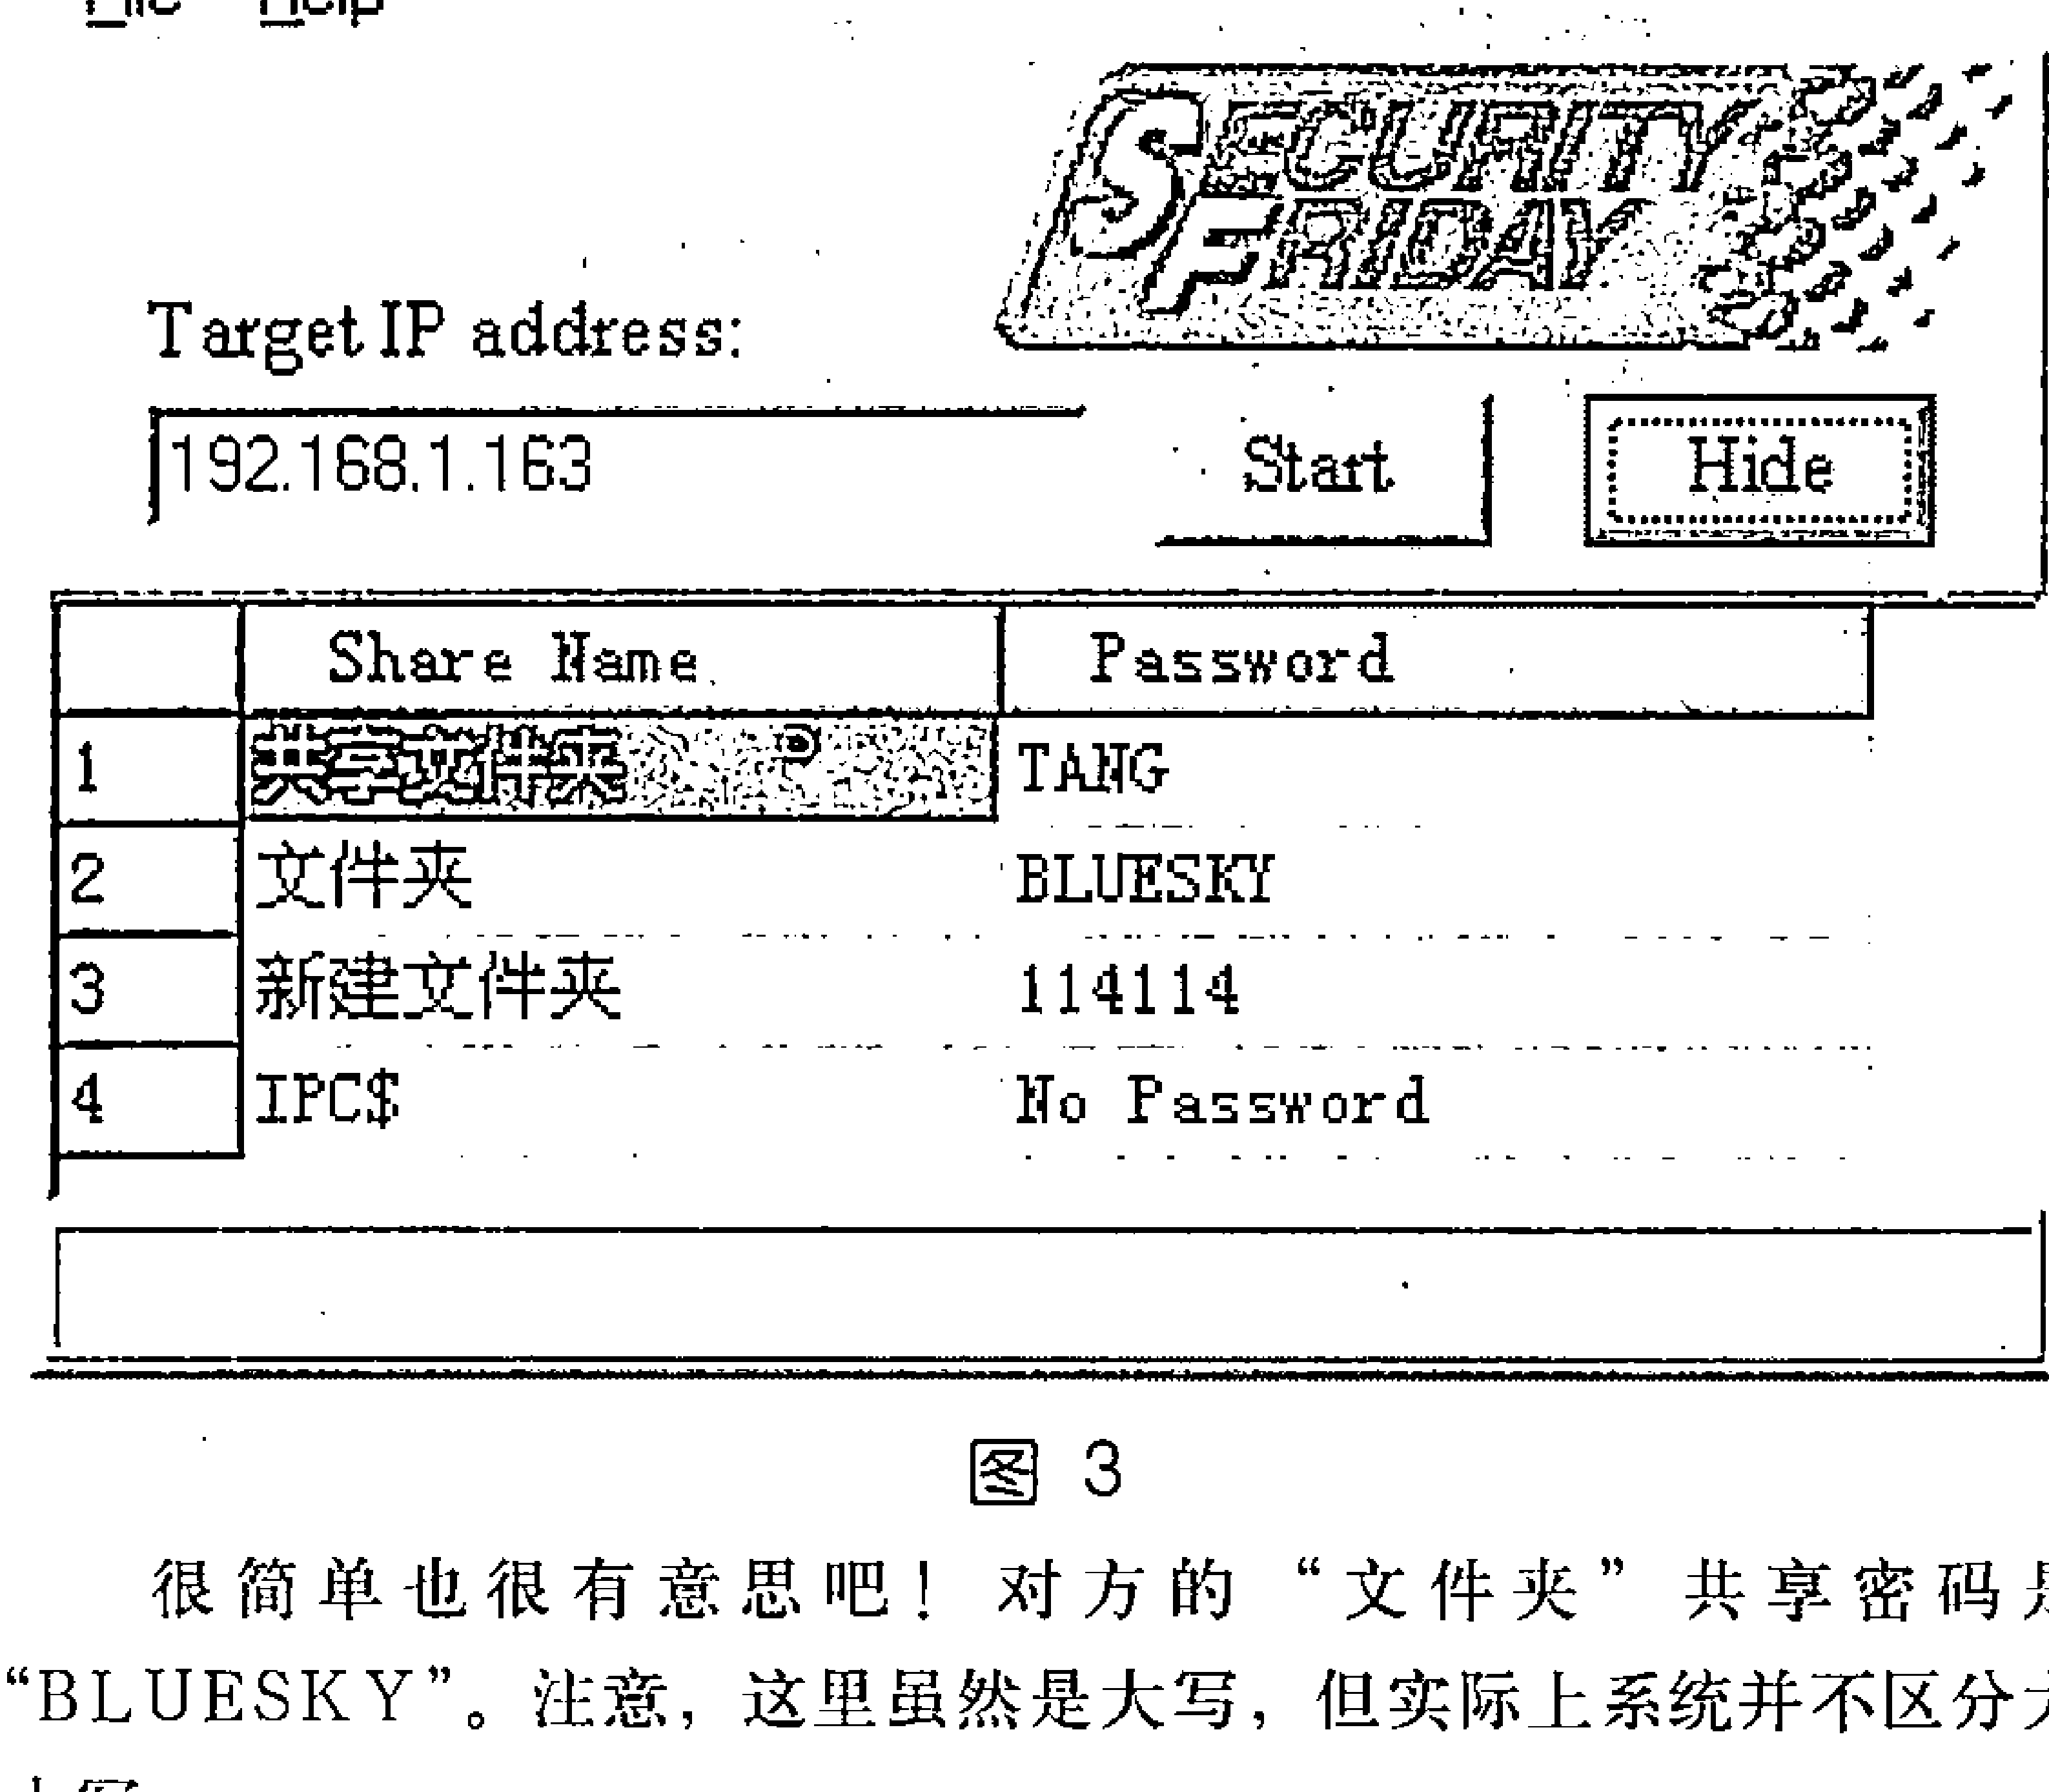 File Help
SECURITY
FRIDAY
Target IP address:
192.168.1.163 Start Hide
Share Name Password
1 共享文件夹 TANG
2 文件夹 BLUESKY
3 新建文件夹 114114
4 IPC$ No Password
图 3
很简单也很有意思吧！对方的“文件夹”共享密码是
“BLUESKY”。注意，这里虽然是大写，但实际上系统并不区分大